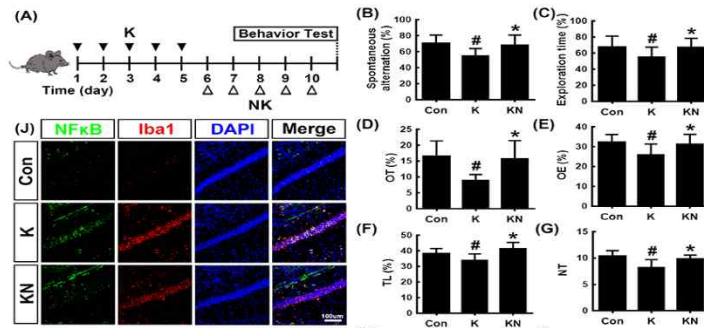 (A)
K
Behavior Test
1 2 3 4 5 6 7 8 9 10
Time (day)
NK
(J) NFκB Iba1 DAPI Merge
Con
K
KN
100um
(B)
Spontaneous
alternation (%)
100
80
60
40
20
0
#
*
Con K KN
(C)
Exploration time (%)
100
80
60
40
20
0
#
*
Con K KN
(D)
OT (%)
25
20
15
10
5
0
#
*
Con K KN
(E)
OE (%)
40
30
20
10
0
#
*
Con K KN
(F)
TL (%)
50
40
30
20
10
0
#
*
Con K KN
(G)
NT
15
10
5
0
#
*
Con K KN